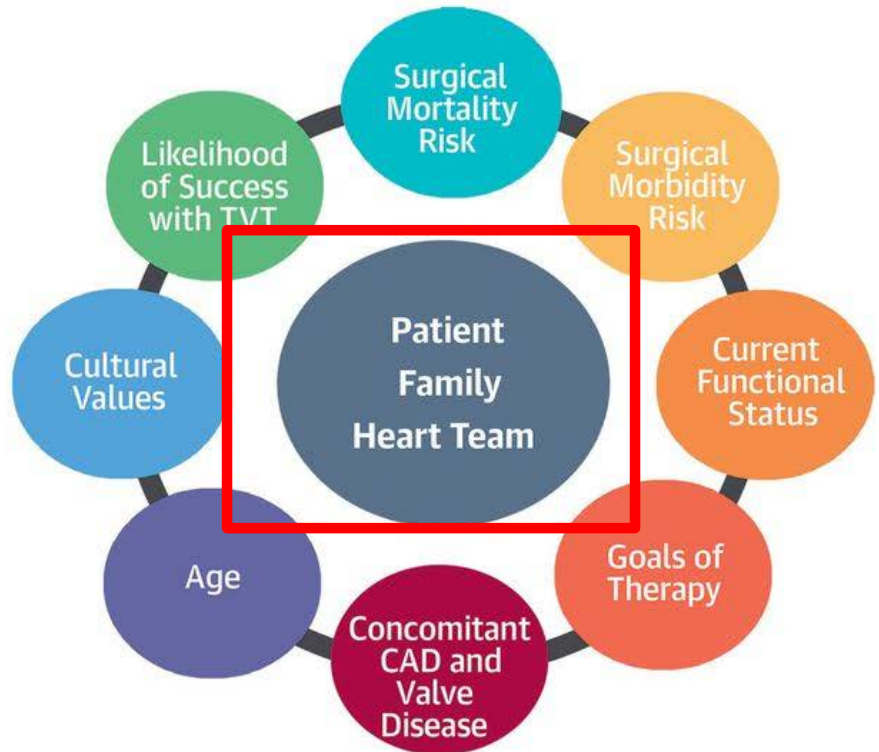 Surgical
Mortality
Risk
Surgical
Morbidity
Risk
Current
Functional
Status
Goals of
Therapy
Concomitant
CAD and
Valve
Disease
Age
Cultural
Values
Likelihood
of Success
with TVT
Patient
Family
Heart Team